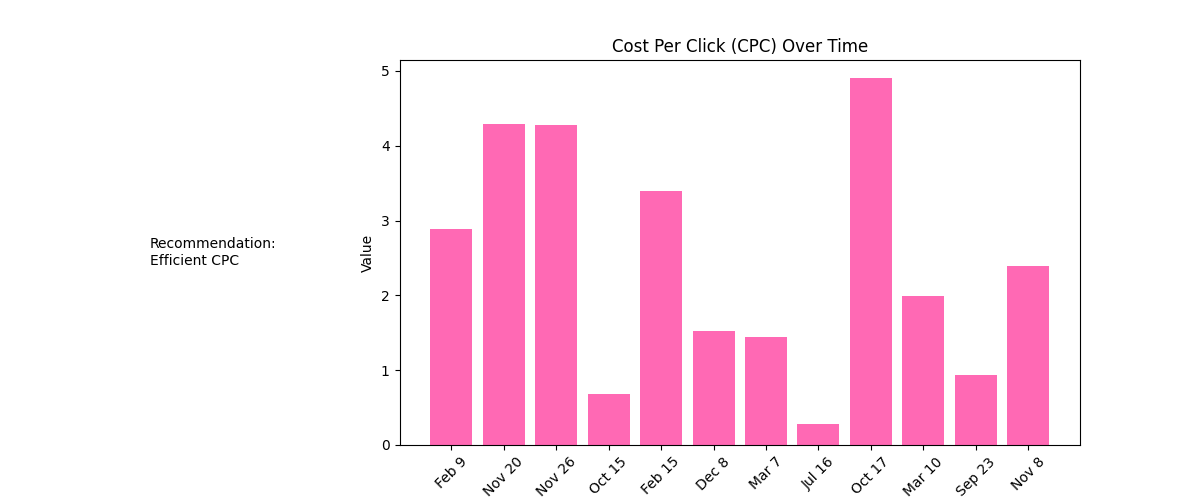 Cost Per Click (CPC) Over Time
Recommendation:
Efficient CPC
Value
5
4
3
2
1
0
Feb 9
Nov 20
Nov 26
Oct 15
Feb 15
Dec 8
Mar 7
Jul 16
Oct 17
Mar 10
Sep 23
Nov 8